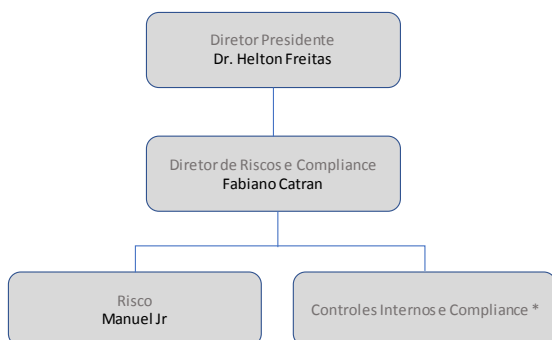 Diretor Presidente
Dr. Helton Freitas
Diretor de Riscos e Compliance
Fabiano Catran
Risco
Manuel Jr
Controles Internos e Compliance *